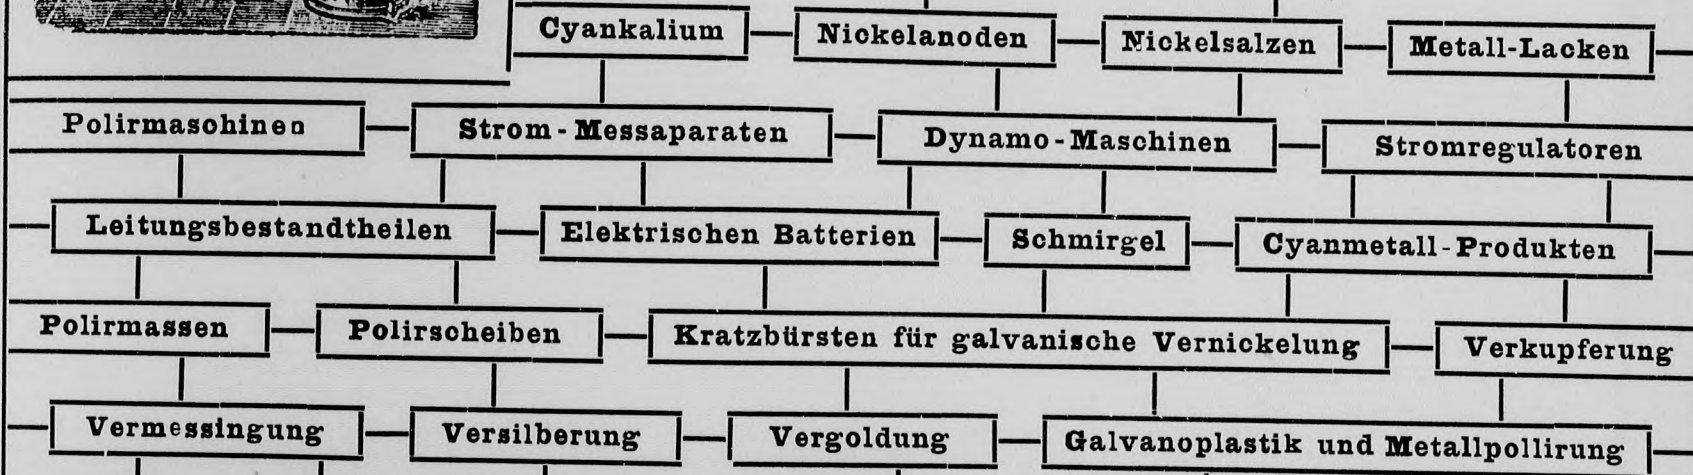 Cyankalium Nickelanoden Nickelsalzen Metall-Lacken
Polirmaschinen Strom-Messaparaten Dynamo-Maschinen Stromregulatoren
Leitungsbestandtheilen Elektrischen Batterien Schmirgel Cyanmetall-Produkten
Polirmassen Polirscheiben Kratzbürsten für galvanische Vernickelung Verkupferung
Vermessingung Versilberung Vergoldung Galvanoplastik und Metallpollirung